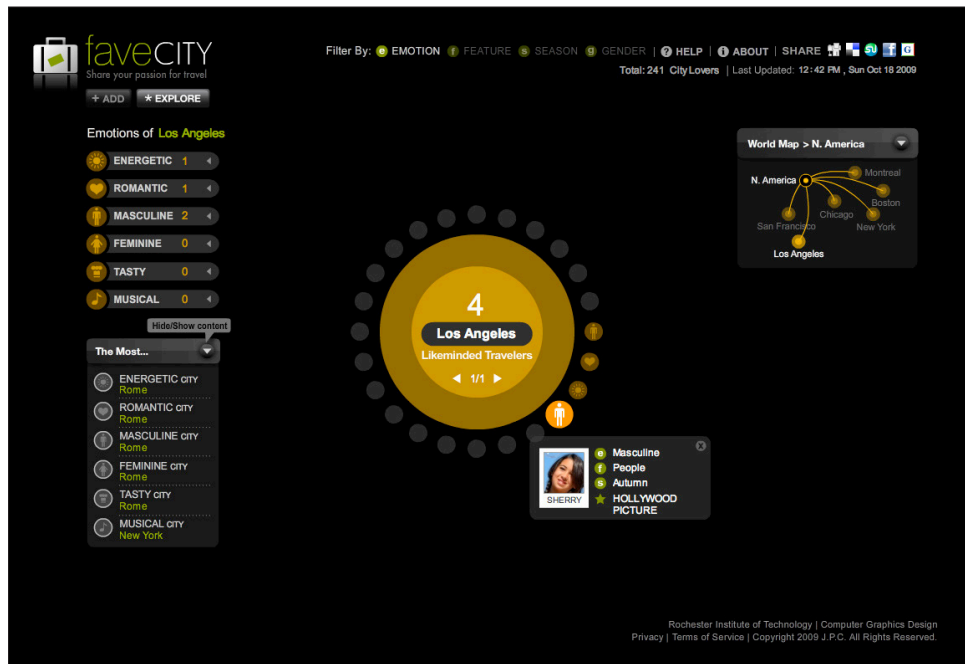 faveCITY
Share your passion for travel
+ ADD * EXPLORE
Filter By: e EMOTION f FEATURE s SEASON g GENDER | ? HELP | i ABOUT | SHARE
Total: 241 CityLovers | Last Updated: 12:42 PM , Sun Oct 18 2009
Emotions of Los Angeles
ENERGETIC 1
ROMANTIC 1
MASCULINE 2
FEMININE 0
TASTY 0
MUSICAL 0
Hide/Show content
The Most...
ENERGETIC CITY
Rome
ROMANTIC CITY
Rome
MASCULINE CITY
Rome
FEMININE CITY
Rome
TASTY CITY
Rome
MUSICAL CITY
New York
4
Los Angeles
Likeminded Travelers
1/1
SHERRY
e Masculine
f People
s Autumn
HOLLYWOOD
PICTURE
World Map > N. America
N. America
Montreal
Boston
Chicago
San Francisco
New York
Los Angeles
Rochester Institute of Technology | Computer Graphics Design
Privacy | Terms of Service | Copyright 2009 J.P.C. All Rights Reserved.